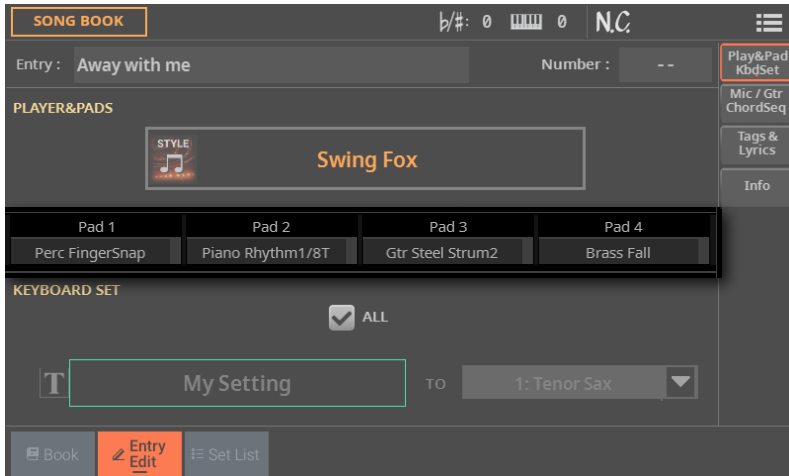 SONG BOOK
♭/#: 0
0
N.C.
Entry :
Away with me
Number :
--
Play&Pad
KbdSet
Mic / Gtr
ChordSeq
Tags &
Lyrics
Info
PLAYER&PADS
STYLE
Swing Fox
Pad 1
Pad 2
Pad 3
Pad 4
Perc FingerSnap
Piano Rhythm1/8T
Gtr Steel Strum2
Brass Fall
KEYBOARD SET
ALL
T
My Setting
TO
1: Tenor Sax
Book
Entry
Edit
Set List